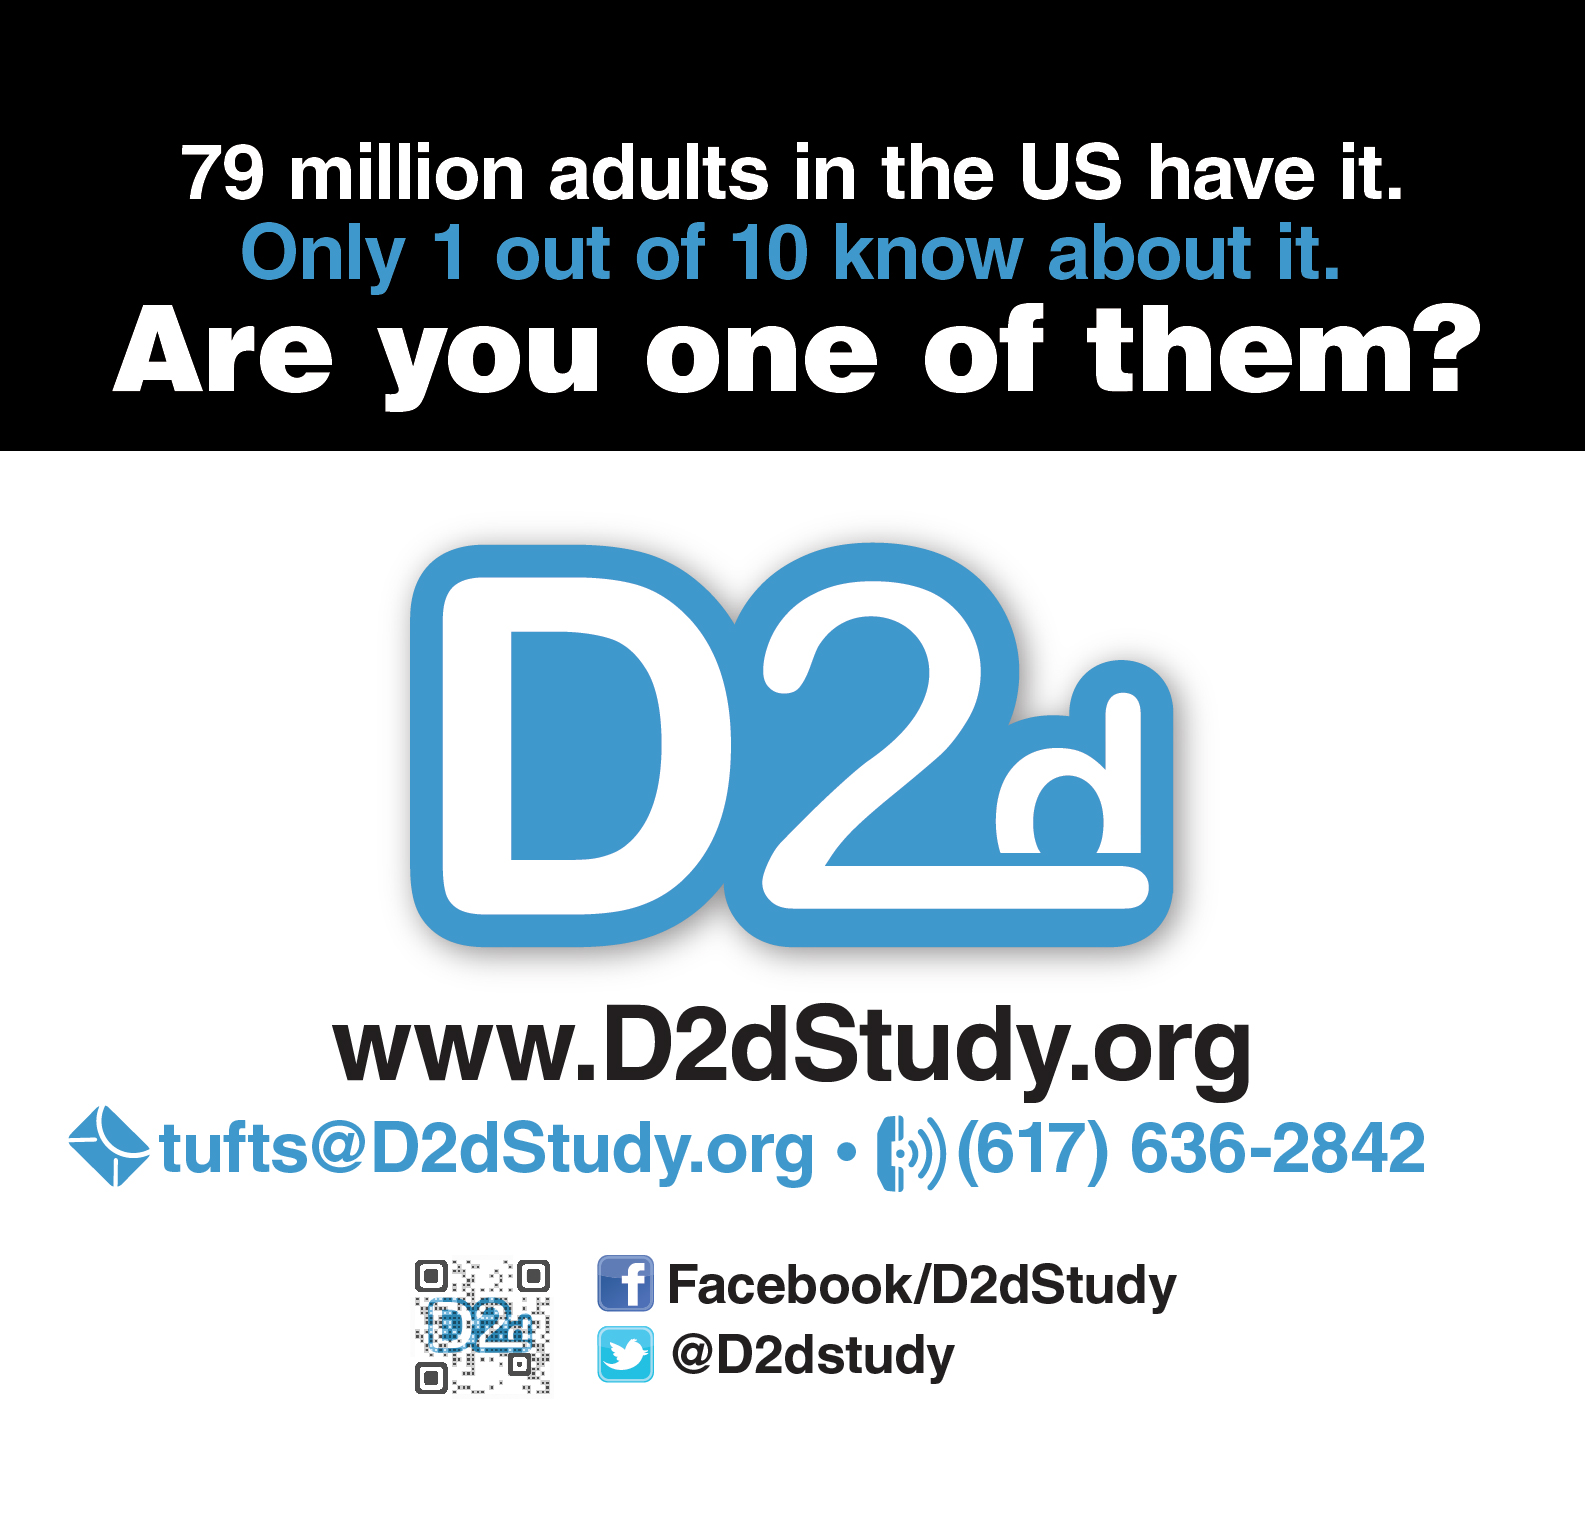 79 million adults in the US have it.
Only 1 out of 10 know about it.
Are you one of them?
D2d
www.D2dStudy.org
tufts@D2dStudy.org • (617) 636-2842
D2d
Facebook/D2dStudy
@D2dstudy